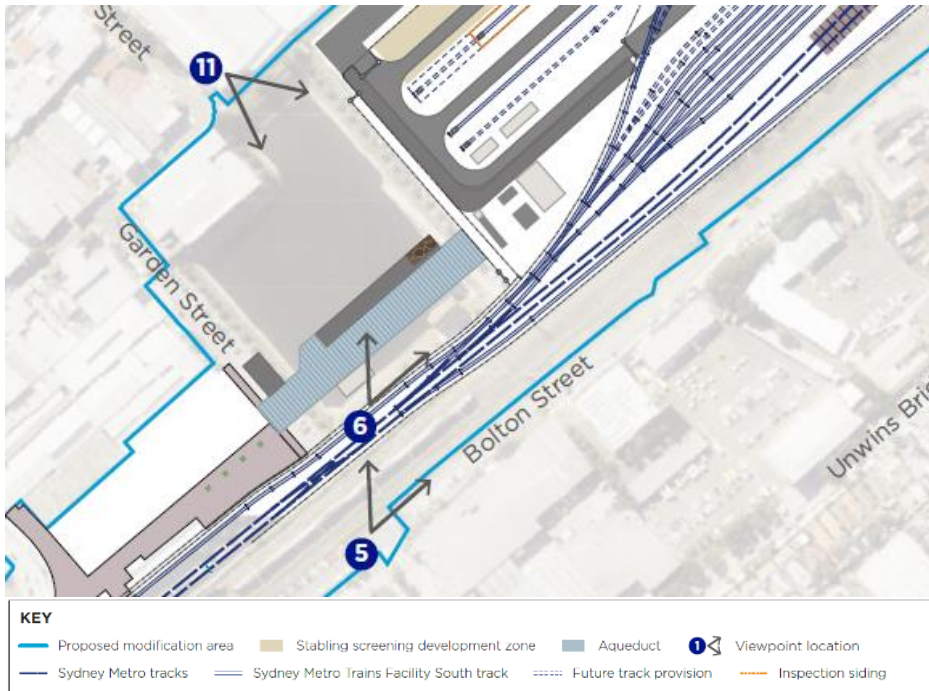 Street
11
Garden Street
6
Bolton Street
Unwins Bri
5
KEY
Proposed modification area
Stabling screening development zone
Aqueduct
1
Viewpoint location
Sydney Metro tracks
Sydney Metro Trains Facility South track
Future track provision
Inspection siding